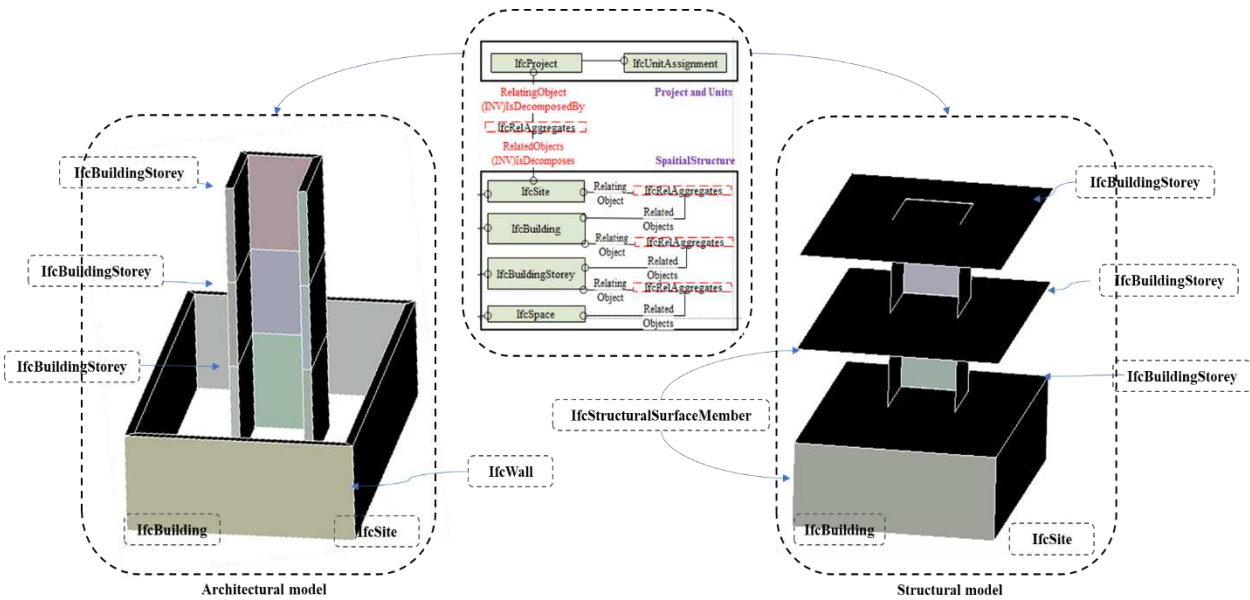 IfcProject
IfcUnitAssignment
RelatingObject
(INV)IsDecomposedBy
Project and Units
IfcRelAggregates
RelatedObjects
(INV)IsDecomposes
SpaitialStructure
IfcSite
Relating
Object
IfcRelAggregates
Related
Objects
IfcBuilding
Relating
Object
IfcRelAggregates
Related
Objects
IfcBuildingStorey
Relating
Object
IfcRelAggregates
Related
Objects
IfcSpace
IfcBuildingStorey
IfcBuildingStorey
IfcBuildingStorey
IfcWall
IfcBuilding
IfcSite
Architectural model
IfcBuildingStorey
IfcBuildingStorey
IfcBuildingStorey
IfcStructuralSurfaceMember
IfcBuilding
IfcSite
Structural model